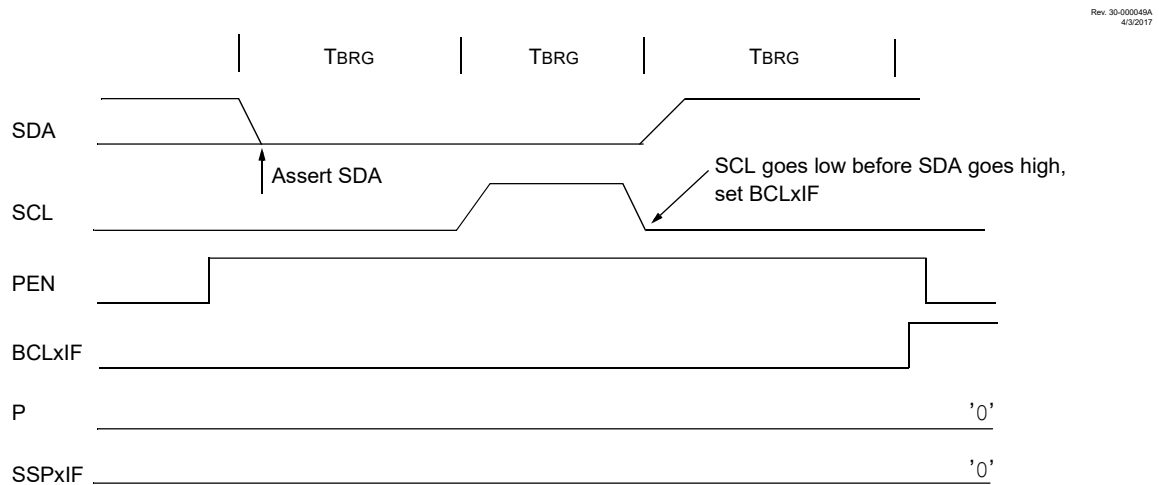 Rev. 30-000049A
4/3/2017
TBRG TBRG TBRG
SDA
Assert SDA
SCL goes low before SDA goes high,
set BCLxIF
SCL
PEN
BCLxIF
P '0'
SSPxIF '0'